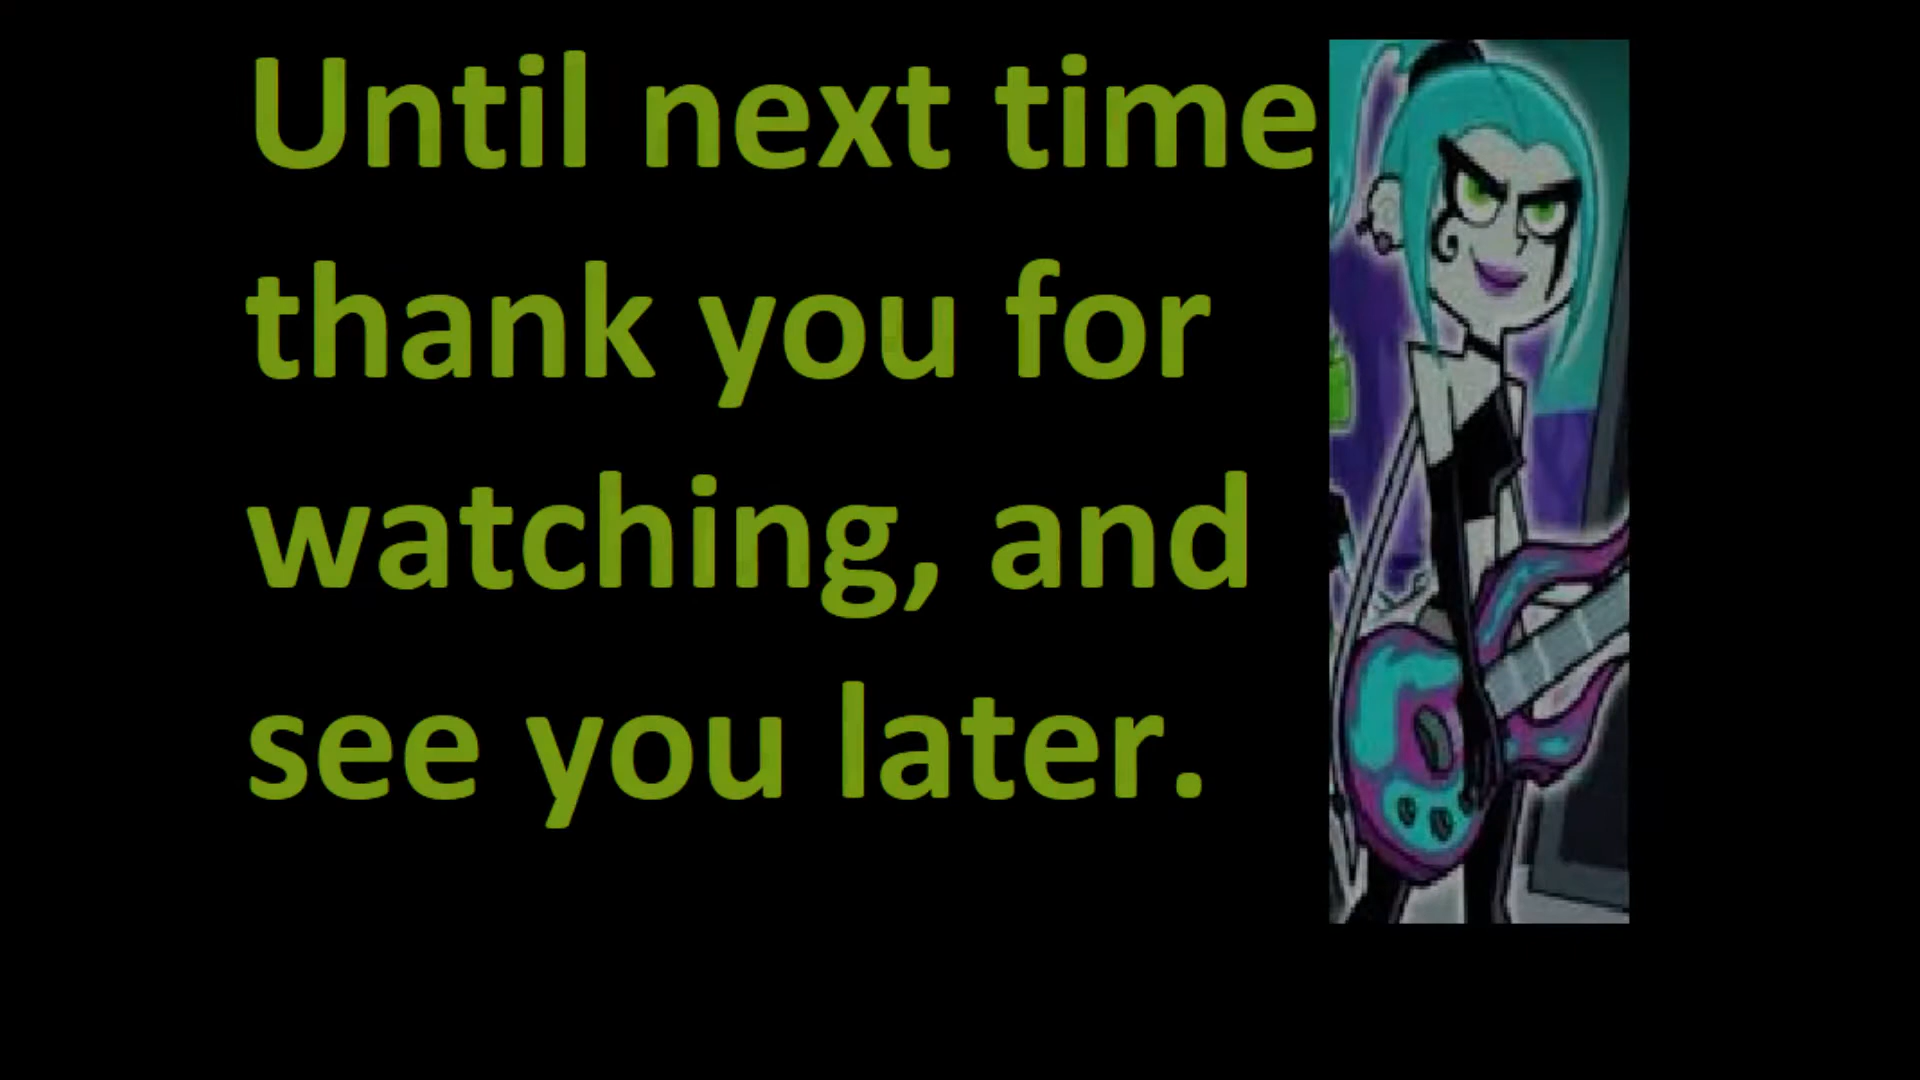 Until next time
thank you for
watching, and
see you later.